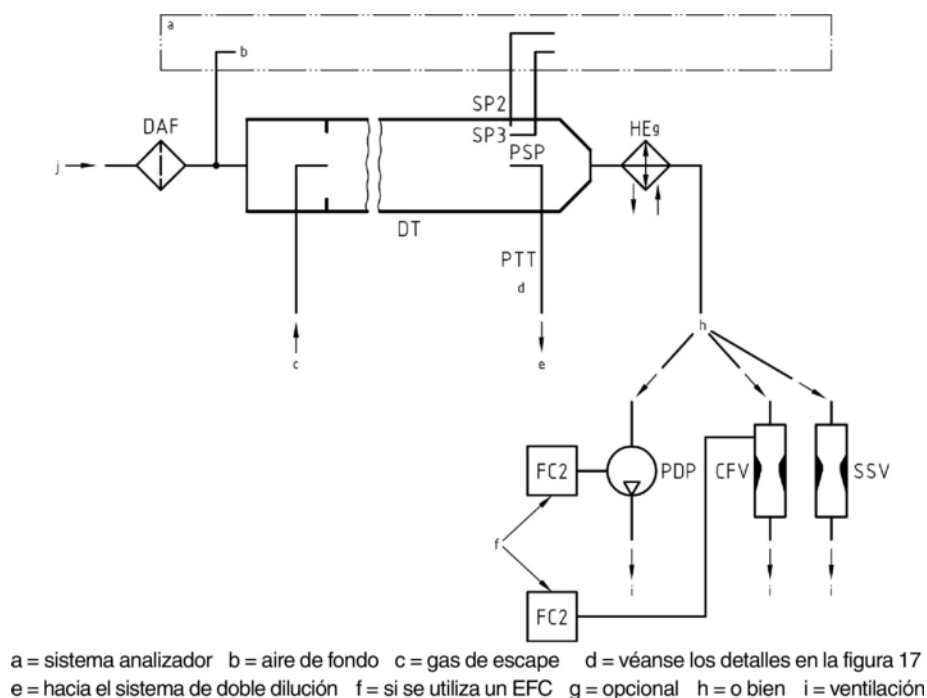 a
b
SP2
DAF
SP3
HEg
PSP
j
DT
PTT
d
h
c
e
FC2
PDP
CFV
SSV
f
i
i
i
FC2
a = sistema analizador b = aire de fondo c = gas de escape d = véanse los detalles en la figura 17
e = hacia el sistema de doble dilución f = si se utiliza un EFC g = opcional h = o bien i = ventilación